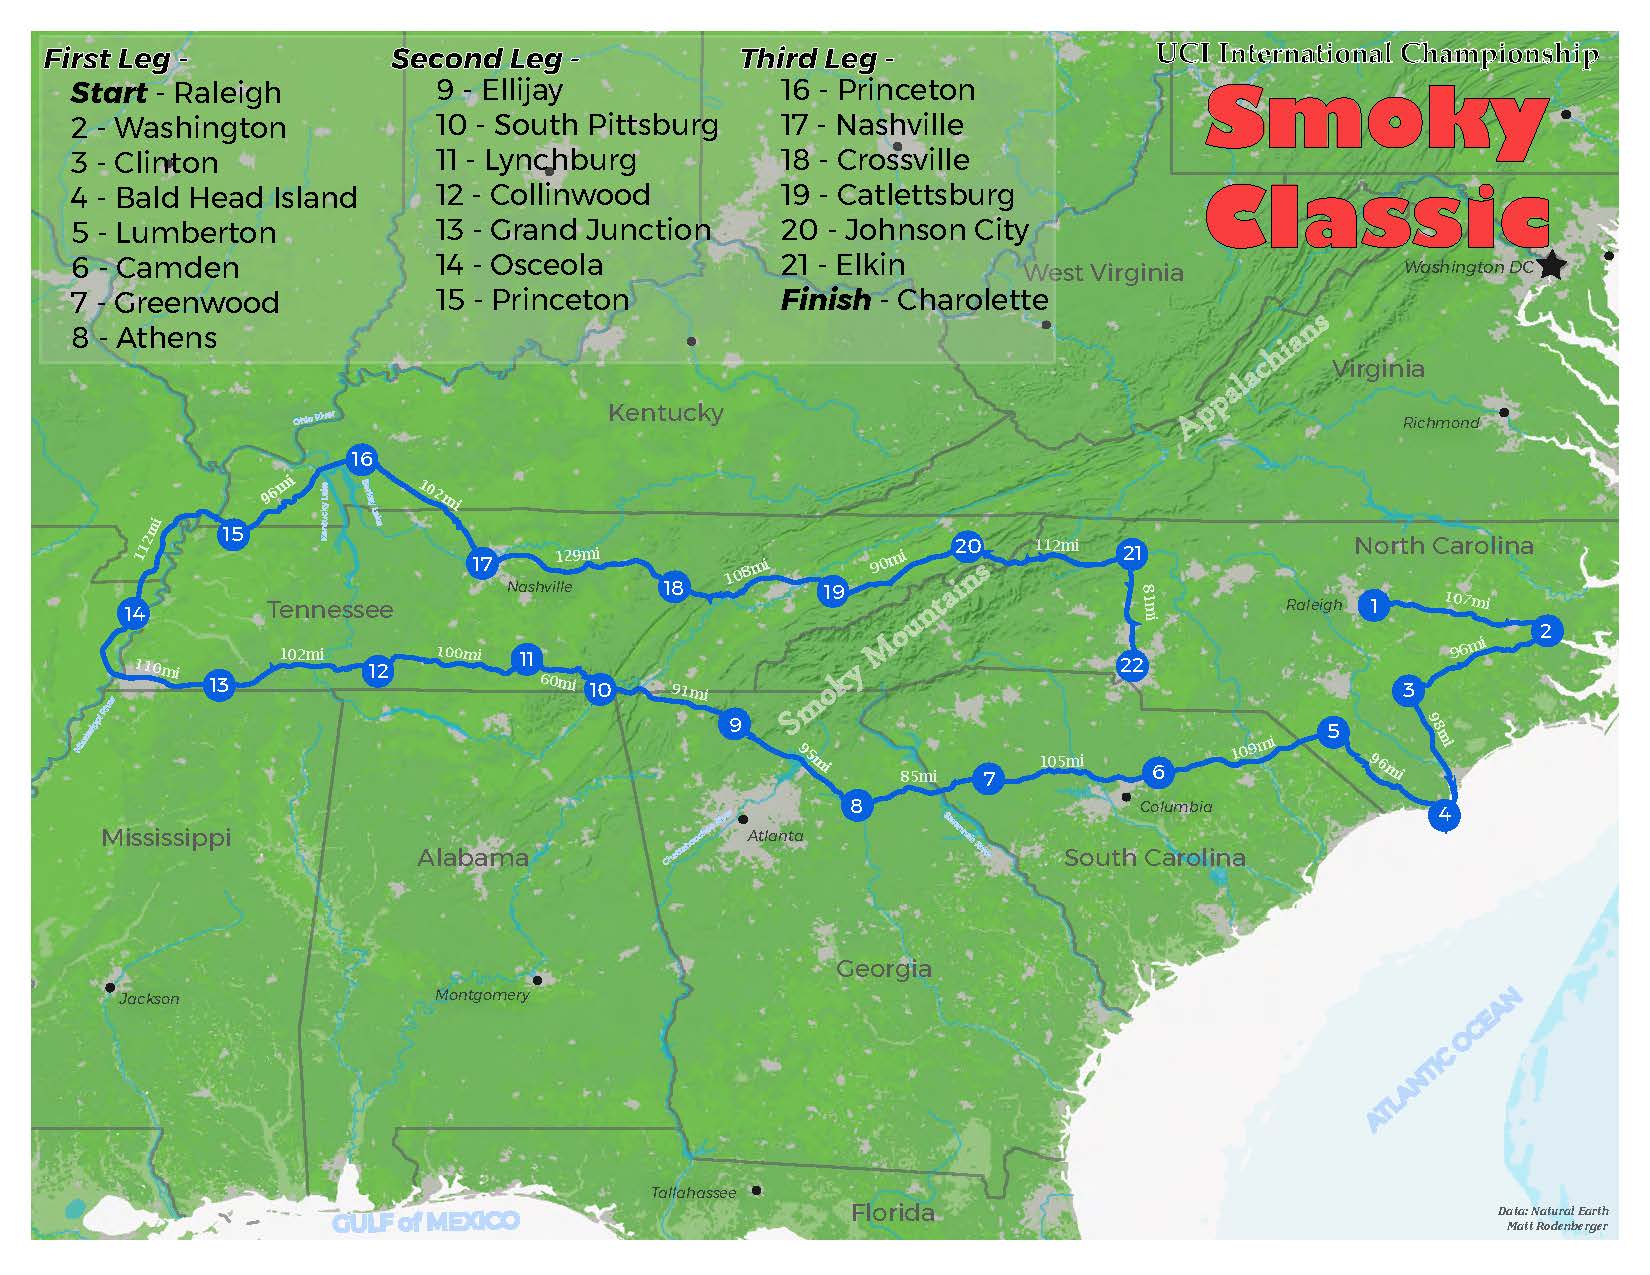 First Leg -
Start - Raleigh
2 - Washington
3 - Clinton
4 - Bald Head Island
5 - Lumberton
6 - Camden
7 - Greenwood
8 - Athens
Second Leg -
9 - Ellijay
10 - South Pittsburg
11 - Lynchburg
12 - Collinwood
13 - Grand Junction
14 - Osceola
15 - Princeton
Third Leg -
16 - Princeton
17 - Nashville
18 - Crossville
19 - Catlettsburg
20 - Johnson City
21 - Elkin
Finish - Charolette
UCI International Championship
Smoky
Classic
Washington DC
West Virginia
Appalachians
Virginia
Richmond
Kentucky
Ohio River
16
96mi
102mi
Kentucky Lake
Barkley Lake
112mi
15
17
129mi
Nashville
18
108mi
19
90mi
20
112mi
21
81mi
22
North Carolina
Raleigh
1
107mi
2
96mi
3
98mi
4
96mi
5
109mi
6
105mi
7
85mi
8
95mi
9
91mi
10
60mi
11
100mi
12
102mi
13
110mi
14
Tennessee
Smoky Mountains
Mississippi River
Mississippi
Alabama
Chattahoochee
Atlanta
Savannah River
Columbia
South Carolina
Georgia
Jackson
Montgomery
ATLANTIC OCEAN
Tallahassee
Florida
GULF of MEXICO
Data: Natural Earth
Matt Rodenberger